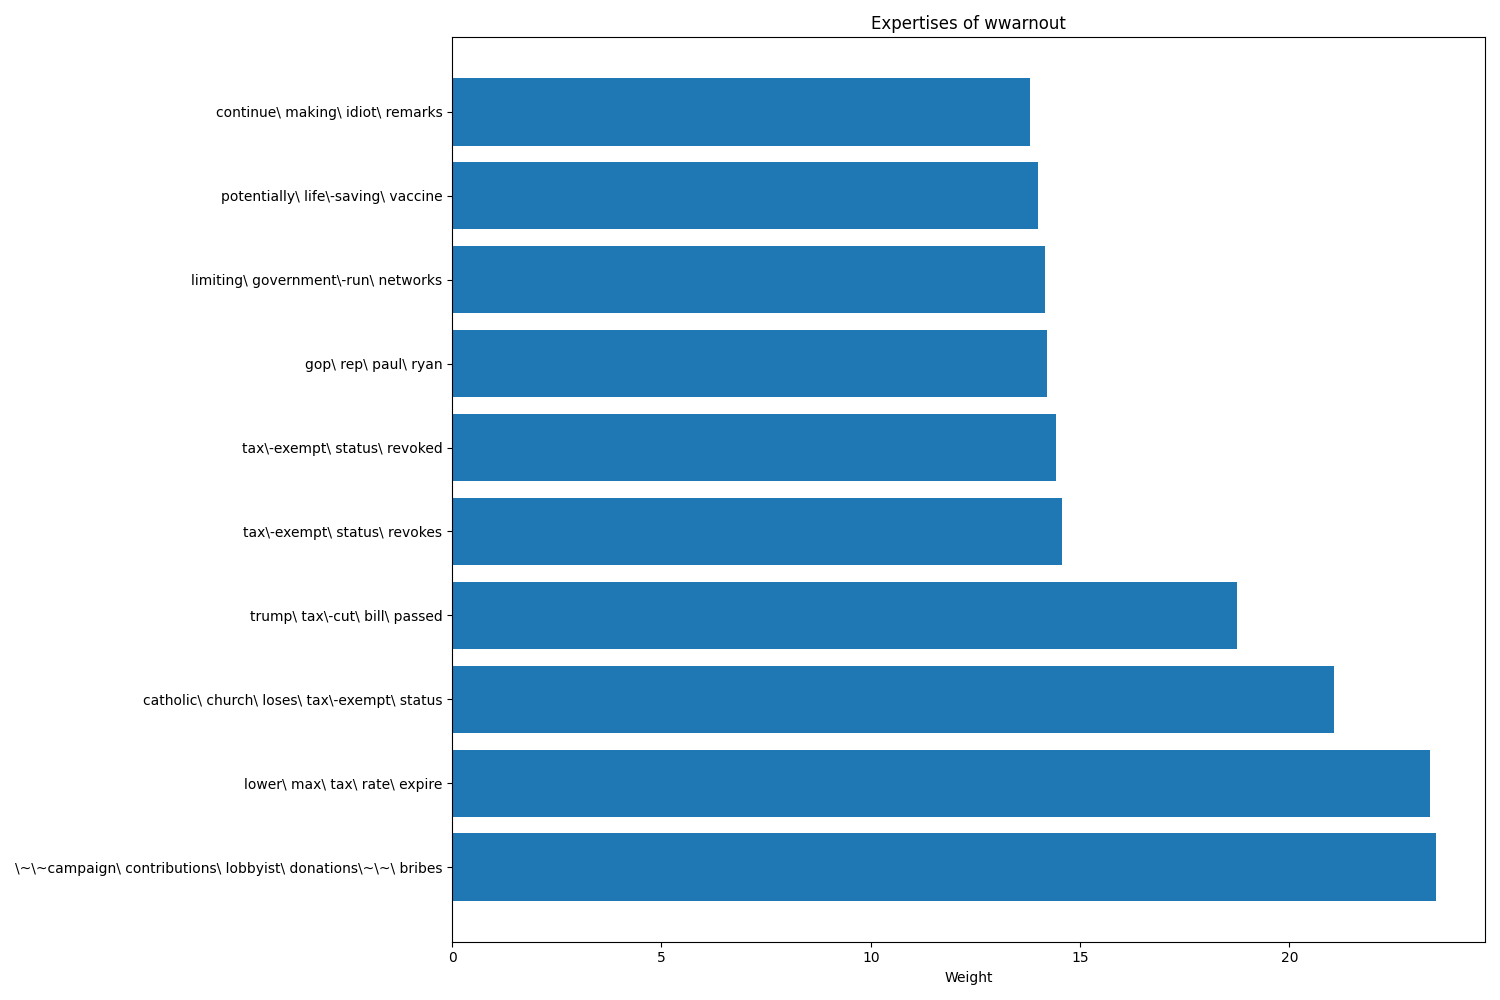 Expertises of wwarnout
continue\ making\ idiot\ remarks
potentially\ life\-saving\ vaccine
limiting\ government\-run\ networks
gop\ rep\ paul\ ryan
tax\-exempt\ status\ revoked
tax\-exempt\ status\ revokes
trump\ tax\-cut\ bill\ passed
catholic\ church\ loses\ tax\-exempt\ status
lower\ max\ tax\ rate\ expire
\~\~campaign\ contributions\ lobbyist\ donations\~\~\ bribes
0 5 10 15 20
Weight